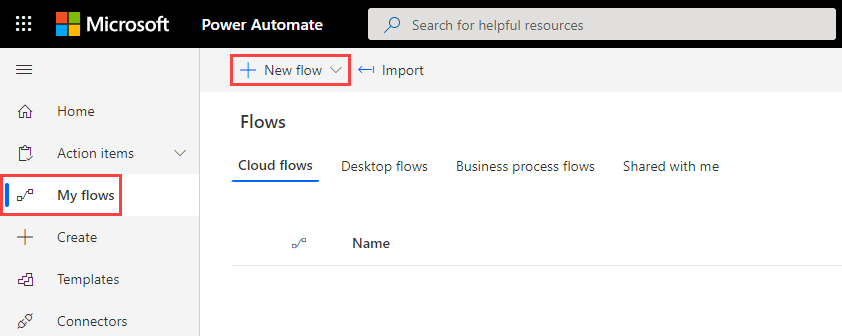 Microsoft Power Automate Search for helpful resources
New flow Import
Home
Action items
My flows
Create
Templates
Connectors
Flows
Cloud flows Desktop flows Business process flows Shared with me
Name